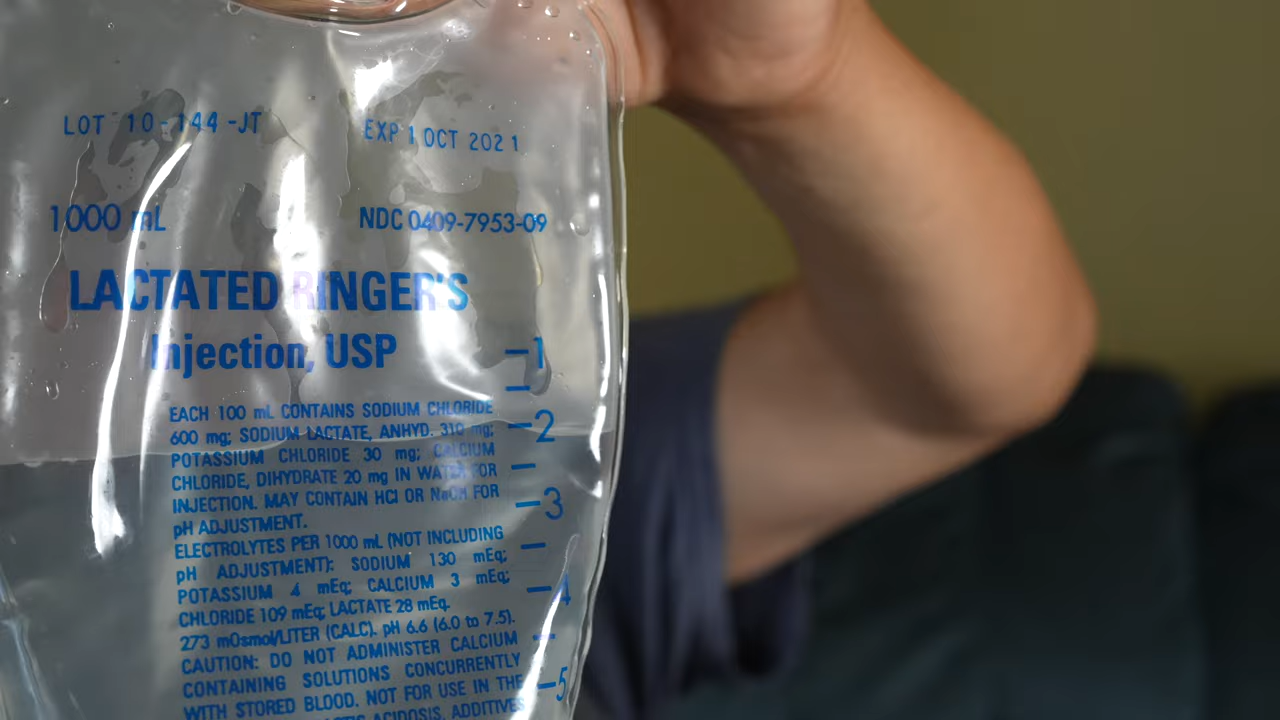 LOT 10-144-JT EXP 1 OCT 2021
1000 mL NDC 0409-7953-09
LACTATED RINGER'S
Injection, USP
EACH 100 mL CONTAINS SODIUM CHLORIDE
600 mg; SODIUM LACTATE, ANHYD. 310 mg;
POTASSIUM CHLORIDE 30 mg; CALCIUM
CHLORIDE, DIHYDRATE 20 mg IN WATER FOR
INJECTION. MAY CONTAIN HCl OR NaOH FOR
pH ADJUSTMENT.
ELECTROLYTES PER 1000 mL (NOT INCLUDING
pH ADJUSTMENT): SODIUM 130 mEq;
POTASSIUM 4 mEq; CALCIUM 3 mEq;
CHLORIDE 109 mEq; LACTATE 28 mEq.
273 mOsmol/LITER (CALC). pH 6.6 (6.0 to 7.5).
CAUTION: DO NOT ADMINISTER CALCIUM
CONTAINING SOLUTIONS CONCURRENTLY
WITH STORED BLOOD. NOT FOR USE IN THE
ACIDOSIS, ADDITIVES
1
2
3
4
5